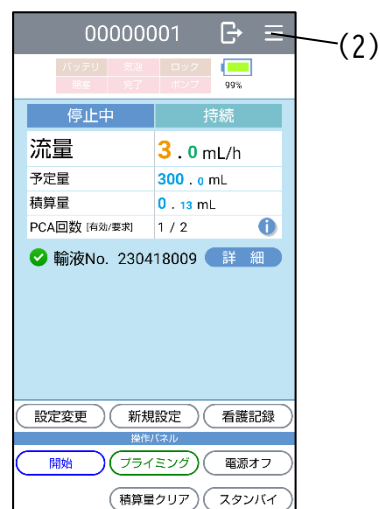 00000001
(2)
バッテリ 気泡 ロック
閉塞 完了 ポンプ 99%
停止中 持続
流量 3.0 mL/h
予定量 300.0 mL
積算量 0.13 mL
PCA回数 [有効/要求] 1 / 2 i
輸液No. 230418009 詳細
設定変更 新規設定 看護記録
操作パネル
開始 プライミング 電源オフ
積算量クリア スタンバイ